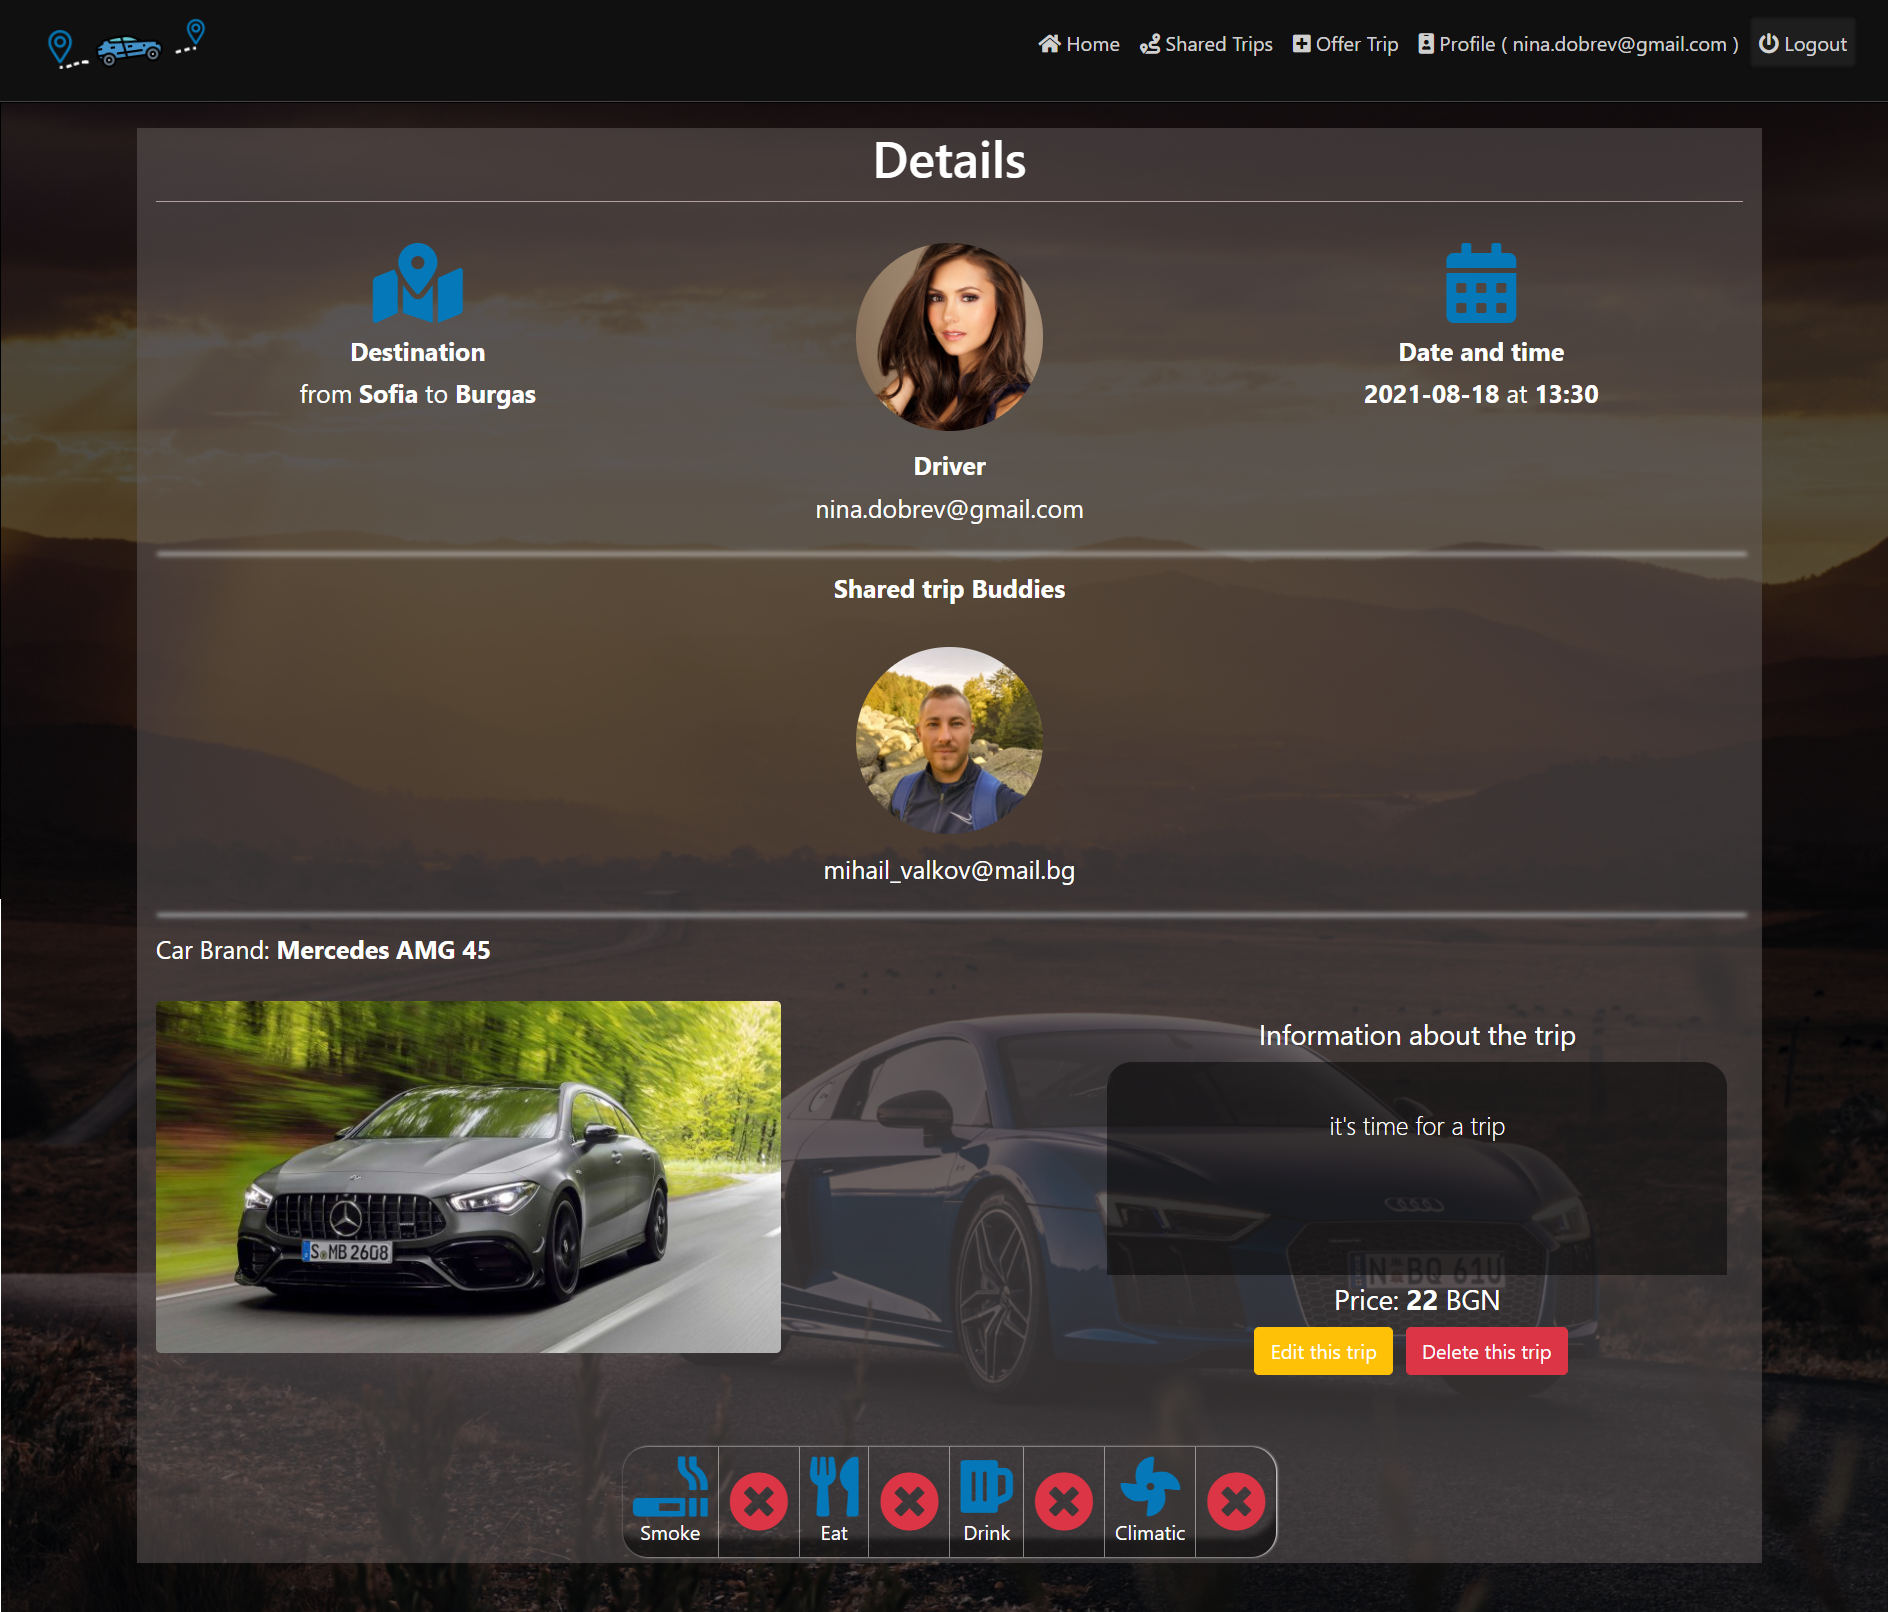 Home Shared Trips Offer Trip Profile ( nina.dobrev@gmail.com ) Logout
Details
Destination
from Sofia to Burgas
Driver
nina.dobrev@gmail.com
Date and time
2021-08-18 at 13:30
Shared trip Buddies
mihail_valkov@mail.bg
Car Brand: Mercedes AMG 45
S MB 2608
Information about the trip
it's time for a trip
N BQ 61U
Price: 22 BGN
Edit this trip Delete this trip
Smoke Eat Drink Climatic